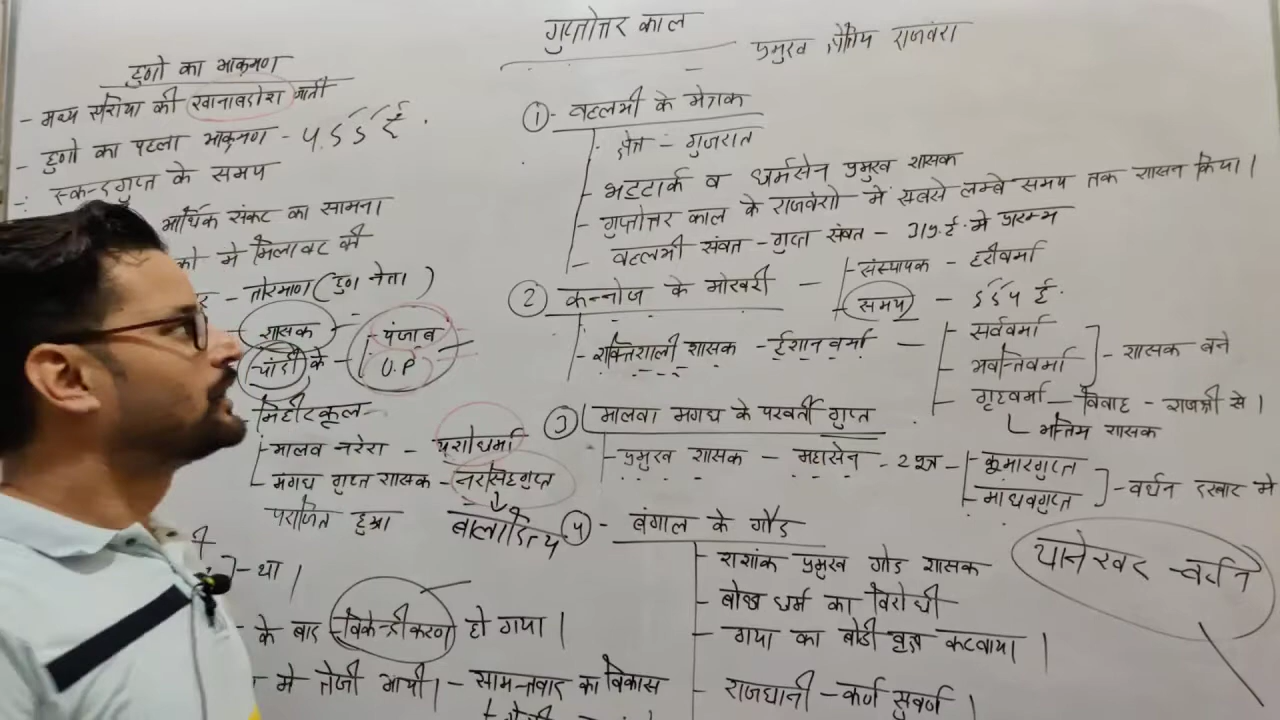 गुप्तोत्तर काल
प्रमुख क्षेत्रिय राजवंश
हुणो का आक्रमण
- मध्य एशिया की खानाबदोश जाती
- हुणो का पहला आक्रमण - 455 ई.
- स्कन्दगुप्त के समय
आर्थिक संकट का सामना
को मे मिलावट की
- तोरमाण (हुण नेता)
शासक
चांदी के - पंजाब
U.P
मिहीरकूल
- मालव नरेश - यशोधर्मा
- मगध गुप्त शासक - नरसिंहगुप्त
पराजित हुआ
बालादित्य
- था।
के बाद - विकेन्द्रीकरण हो गया।
- मे तेजी आयी। - सामन्तवाद का विकास
① - वल्लभी के मेत्रक
- क्षेत्र - गुजरात
- भट्टार्क व धर्मसेन प्रमुख शासक
- गुप्तोत्तर काल के राजवंशो मे सबसे लम्बे समय तक शासन किया।
- वल्लभी संवत - गुप्त संवत - 319 ई. मे प्रारम्भ
② कन्नोज के मोखरी - संस्थापक - हरीवर्मा
समय - 554 ई.
- शक्तिशाली शासक - ईशानवर्मा - सर्ववर्मा
- अवन्तिवर्मा - शासक बने
- गृहवर्मा - विवाह - राजश्री से।
अन्तिम शासक
③ मालवा मगध के परवर्ती गुप्त
- प्रमुख शासक - महासेन - 2 पुत्र - कुमारगुप्त
- माधवगुप्त - वर्धन दरबार मे
④ - बंगाल के गौड
- शशांक प्रमुख गोड शासक
- बोद्ध धर्म का विरोधी
- गया का बोधी वृक्ष कटवाया।
- राजधानी - कर्ण सुवर्ण।
थानेश्वर - वर्धन